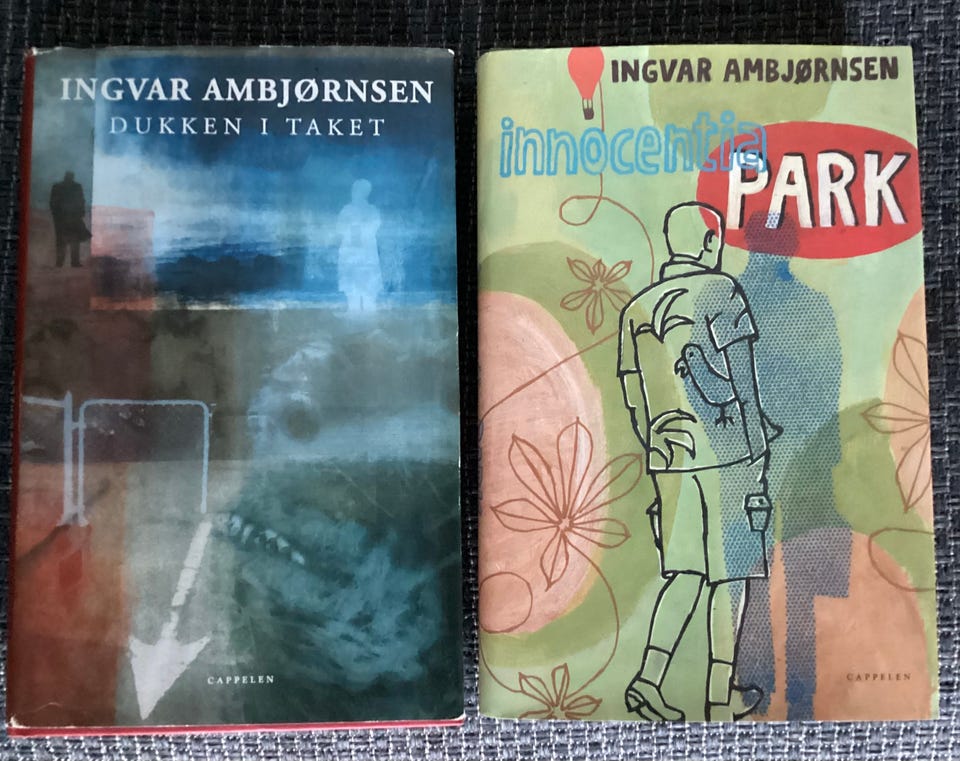 INGVAR AMBJØRNSEN
DUKKEN I TAKET
CAPPELEN
INGVAR AMBJØRNSEN
innocentia
PARK
CAPPELEN